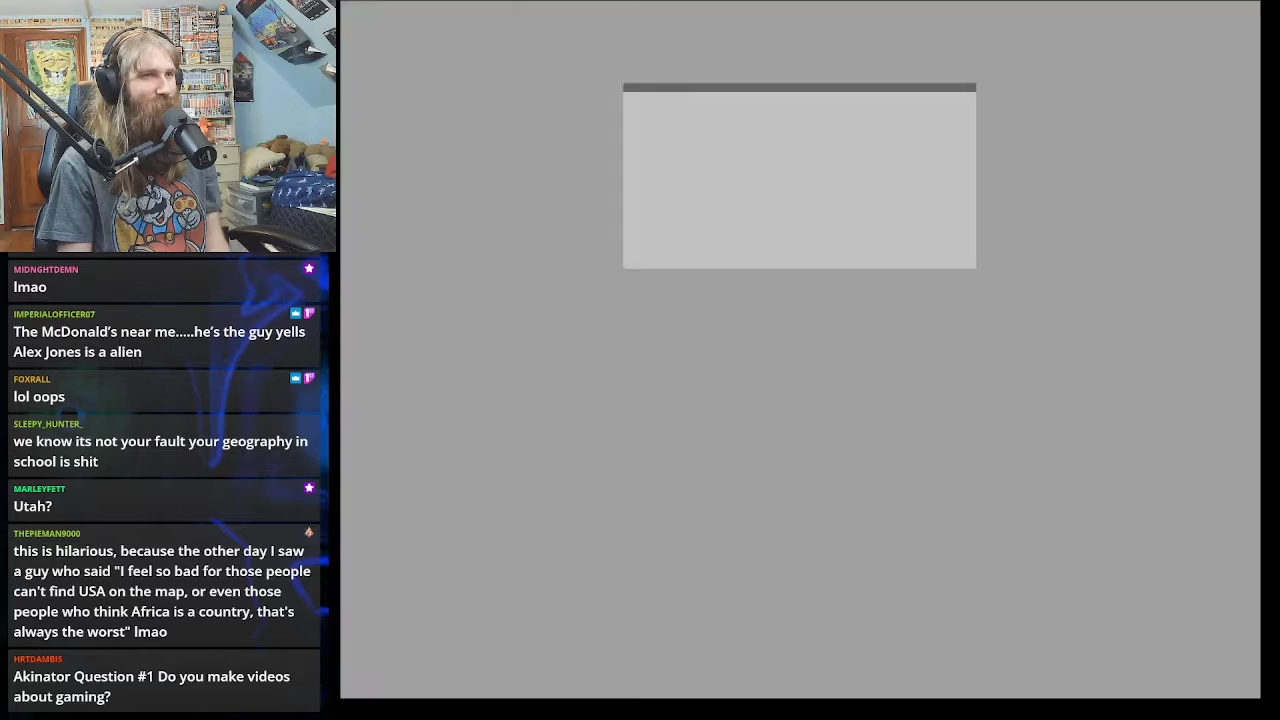 MIDNGHTDEMN
lmao
IMPERIALOFFICER07
The McDonald's near me.....he's the guy yells
Alex Jones is a alien
FOXRALL
lol oops
SLEEPY_HUNTER_
we know its not your fault your geography in
school is shit
MARLEYFETT
Utah?
THEPIEMAN9000
this is hilarious, because the other day I saw
a guy who said "I feel so bad for those people
can't find USA on the map, or even those
people who think Africa is a country, that's
always the worst" lmao
HRTDAMBIS
Akinator Question #1 Do you make videos
about gaming?